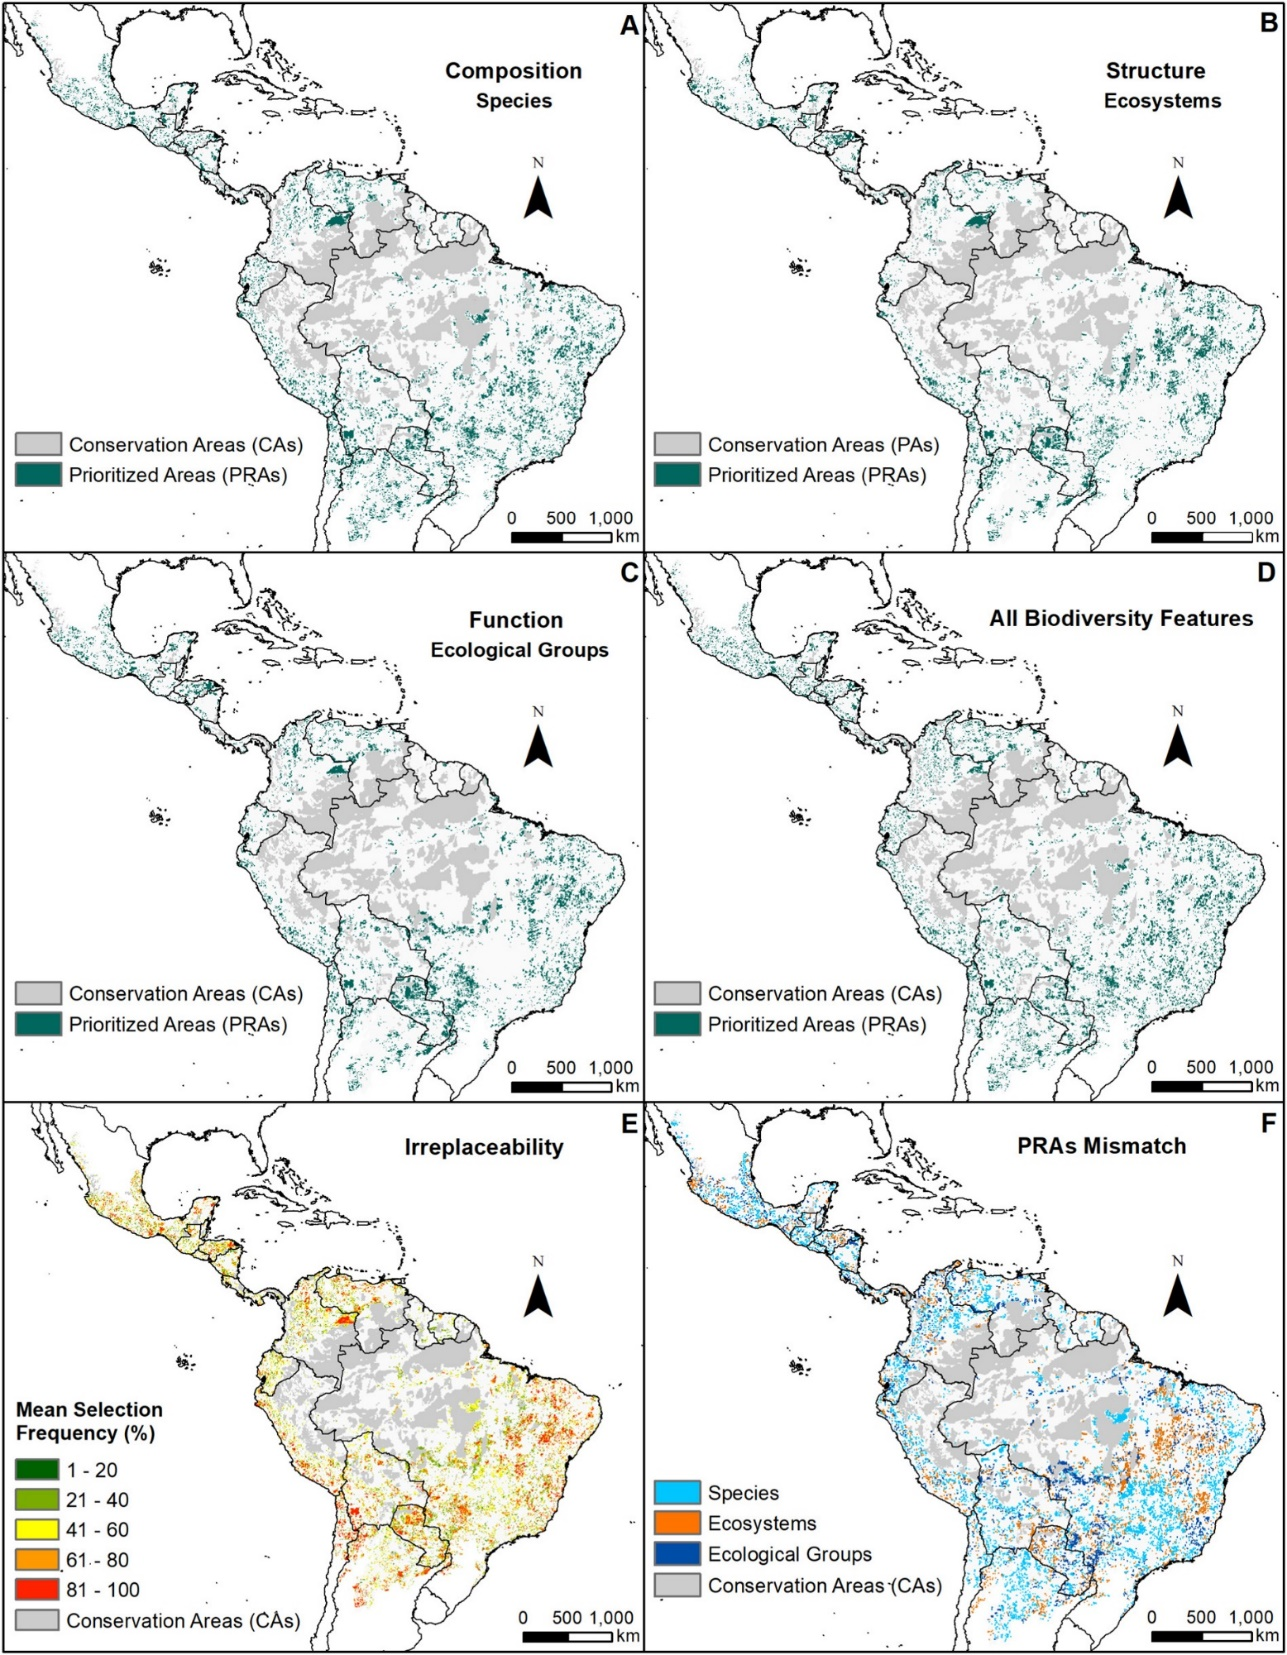 A
Composition
Species
N
Conservation Areas (CAs)
Prioritized Areas (PRAs)
0 500 1,000
km
B
Structure
Ecosystems
N
Conservation Areas (PAs)
Prioritized Areas (PRAs)
0 500 1,000
km
C
Function
Ecological Groups
N
Conservation Areas (CAs)
Prioritized Areas (PRAs)
0 500 1,000
km
D
All Biodiversity Features
N
Conservation Areas (CAs)
Prioritized Areas (PRAs)
0 500 1,000
km
E
Irreplaceability
N
Mean Selection
Frequency (%)
1 - 20
21 - 40
41 - 60
61 - 80
81 - 100
Conservation Areas (CAs)
0 500 1,000
km
F
PRAs Mismatch
N
Species
Ecosystems
Ecological Groups
Conservation Areas (CAs)
0 500 1,000
km